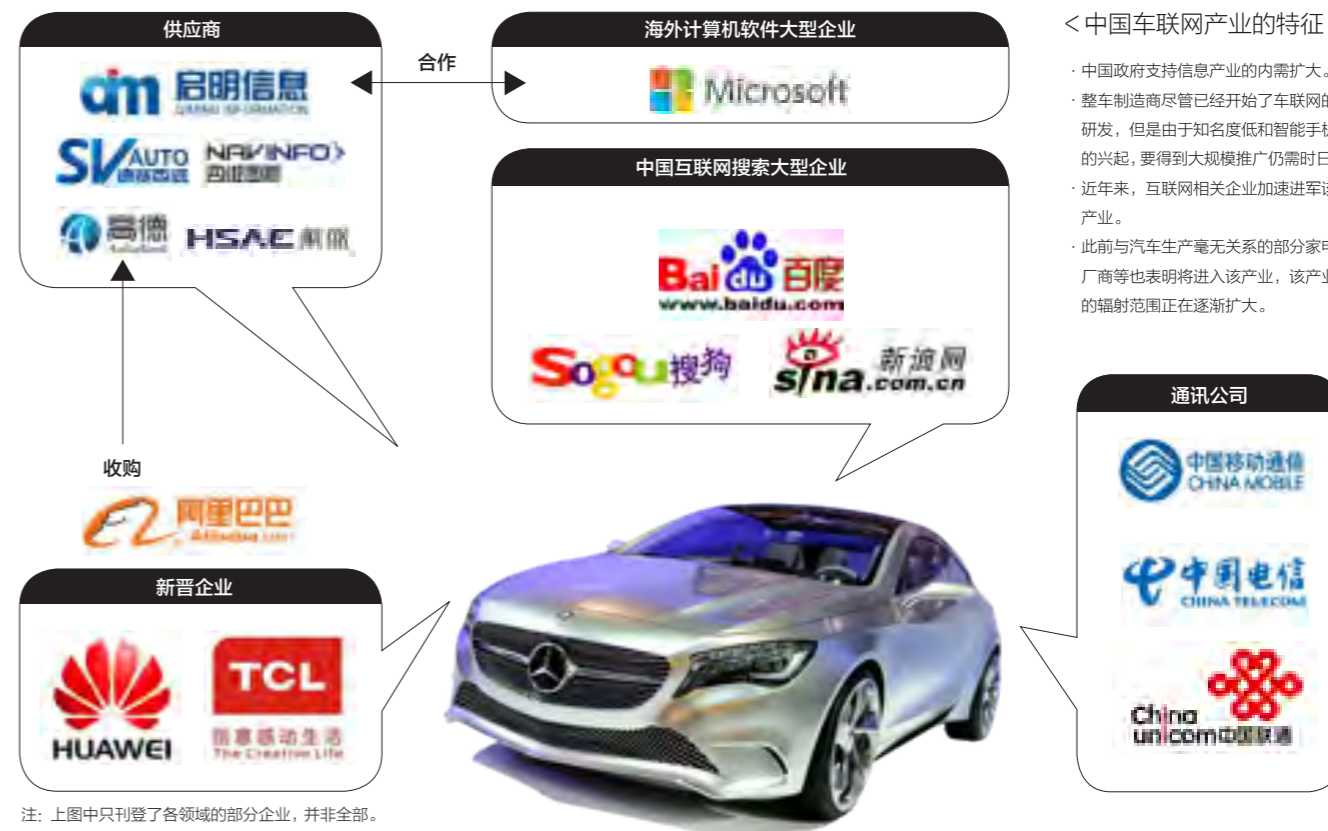 供应商
启明信息
SV AUTO
NAVINFO
高德
HSAE
合作
海外计算机软件大型企业
Microsoft
中国互联网搜索大型企业
Bai du 百度
www.baidu.com
Sogou搜狗
新浪网
sina.com.cn
收购
阿里巴巴
新晋企业
HUAWEI
TCL
创意感动生活
The Creative Life
注：上图中只刊登了各领域的部分企业，并非全部。
＜中国车联网产业的特征
· 中国政府支持信息产业的内需扩大。
· 整车制造商尽管已经开始了车联网的
研发，但是由于知名度低和智能手机
的兴起，要得到大规模推广仍需时日
· 近年来，互联网相关企业加速进军该
产业。
· 此前与汽车生产毫无关系的部分家电
厂商等也表明将进入该产业，该产业
的辐射范围正在逐渐扩大。
通讯公司
中国移动通信
CHINA MOBILE
中国电信
CHINA TELECOM
China
unicom中国联通